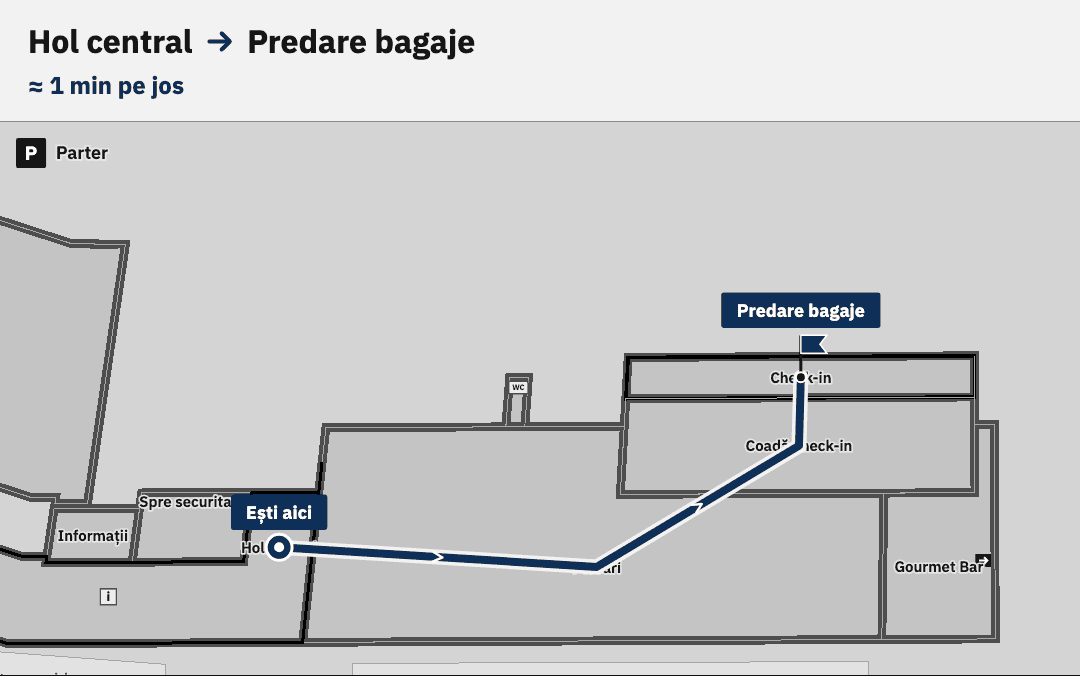 Hol central → Predare bagaje
≈ 1 min pe jos
P Parter
Predare bagaje
Check-in
WC
Coadă check-in
Spre securita
Ești aici
Informații
Hol
Gourmet Bar
i